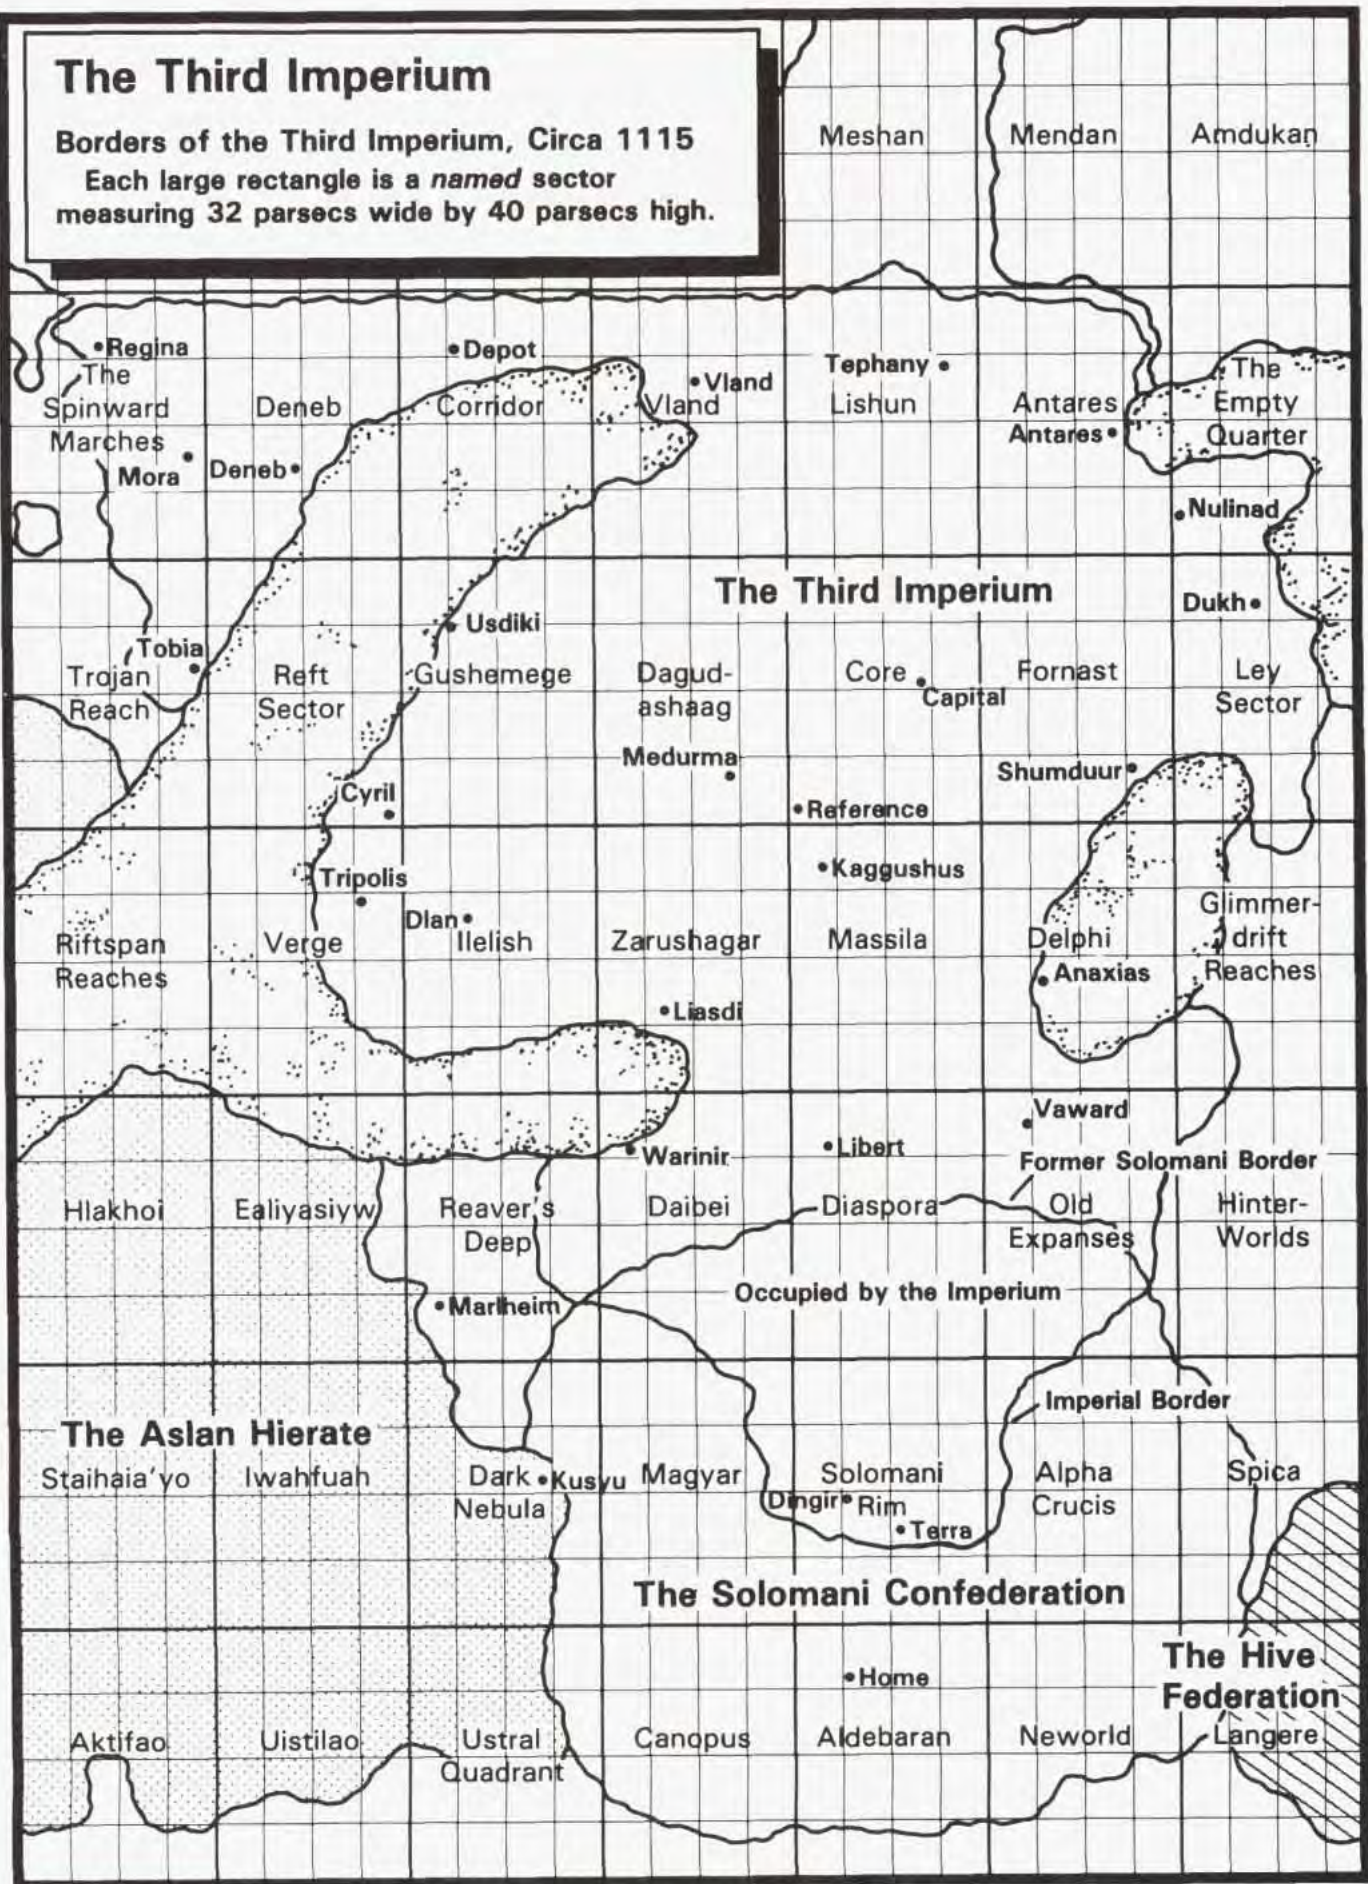 The Third Imperium
Borders of the Third Imperium, Circa 1115
Each large rectangle is a named sector
measuring 32 parsecs wide by 40 parsecs high.
Meshan
Mendan
Amdukan
Regina
The
Spinward
Marches
Mora
Deneb
Deneb
Depot
Corridor
Vland
Vland
Tephany
Lishun
Antares
Antares
The
Empty
Quarter
Nulinad
The Third Imperium
Dukh
Tobia
Trojan
Reach
Reft
Sector
Usdiki
Gushemege
Dagud-
ashaag
Core
Capital
Fornast
Ley
Sector
Medurma
Shumduur
Cyril
Reference
Tripolis
Kaggushus
Dlan
Ilelish
Riftspan
Reaches
Verge
Zarushagar
Massila
Delphi
Anaxias
Glimmer-
drift
Reaches
Liasdi
Vaward
Warinir
Libert
Former Solomani Border
Hlakhoi
Ealiyasiyw
Reaver's
Deep
Daibei
Diaspora
Old
Expanses
Hinter-
Worlds
Marlheim
Occupied by the Imperium
Imperial Border
The Aslan Hierate
Staihaia'yo
Iwahfuah
Dark
Nebula
Kusyu
Magyar
Solomani
Rim
Dingir
Terra
Alpha
Crucis
Spica
The Solomani Confederation
The Hive
Federation
Home
Aktifao
Uistilao
Ustral
Quadrant
Canopus
Aldebaran
Neworld
Langere